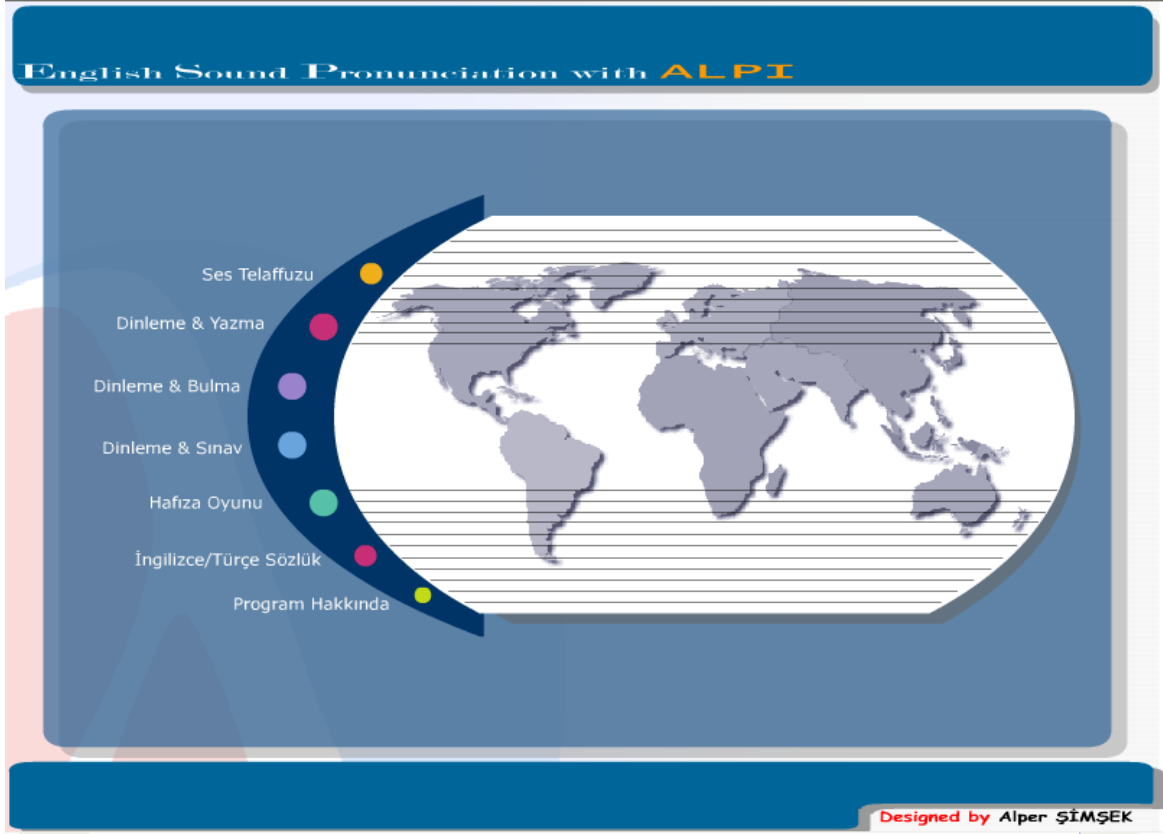 English Sound Pronunciation with ALPI
Ses Telaffuzu
Dinleme & Yazma
Dinleme & Bulma
Dinleme & Sınav
Hafıza Oyunu
İngilizce/Türçe Sözlük
Program Hakkında
Designed by Alper ŞİMŞEK